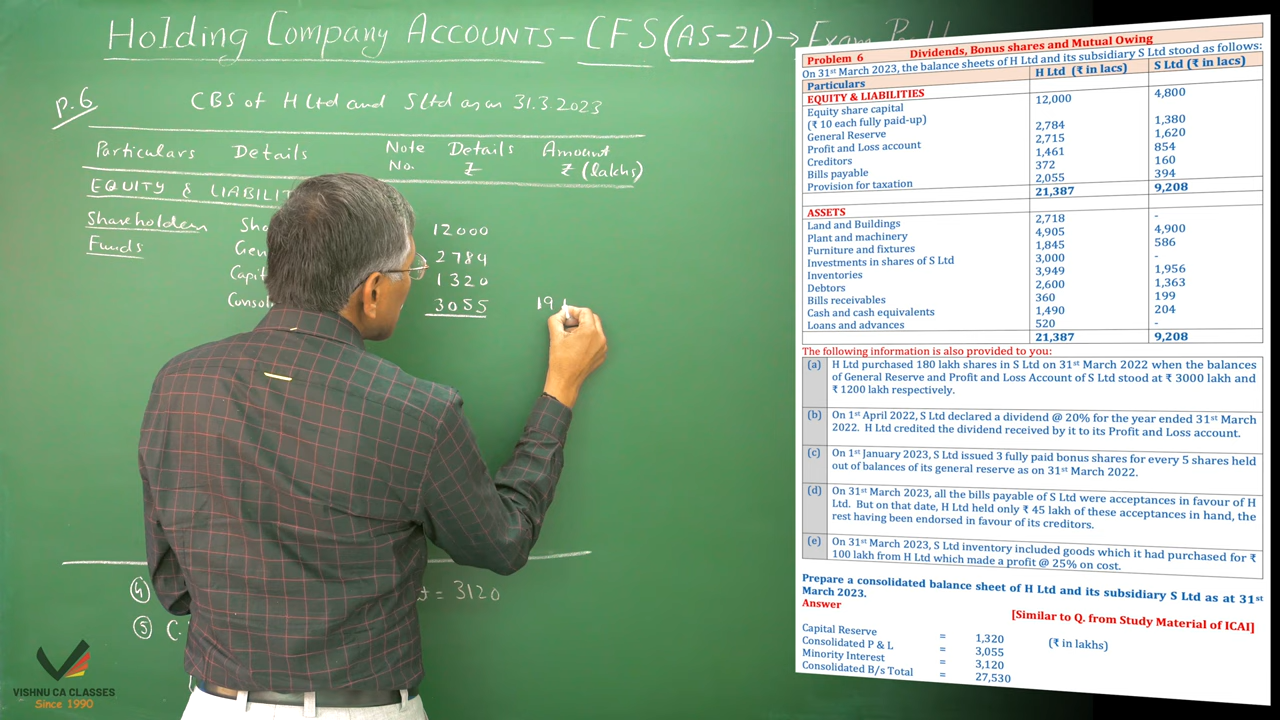 HOLDING COMPANY ACCOUNTS - CFS (AS-21) → Exam
P.6
CBS of H Ltd and S Ltd as on 31.3.2023
Particulars Details Note No. Details ₹ Amount ₹ (lakhs)
EQUITY & LIABILIT
Shareholders Sha 12000
Funds Gen 2784
Capit 1320
Consol 3055 19
④ = 3120
⑤ (.
VISHNU CA CLASSES
Since 1990
Problem 6 Dividends, Bonus shares and Mutual Owing
On 31st March 2023, the balance sheets of H Ltd and its subsidiary S Ltd stood as follows:
Particulars H Ltd (₹ in lacs) S Ltd (₹ in lacs)
EQUITY & LIABILITIES
Equity share capital 12,000 4,800
(₹ 10 each fully paid-up)
General Reserve 2,784 1,380
Profit and Loss account 2,715 1,620
Creditors 1,461 854
Bills payable 372 160
Provision for taxation 2,055 394
21,387 9,208
ASSETS
Land and Buildings 2,718 -
Plant and machinery 4,905 4,900
Furniture and fixtures 1,845 586
Investments in shares of S Ltd 3,000 -
Inventories 3,949 1,956
Debtors 2,600 1,363
Bills receivables 360 199
Cash and cash equivalents 1,490 204
Loans and advances 520 -
21,387 9,208
The following information is also provided to you:
(a) H Ltd purchased 180 lakh shares in S Ltd on 31st March 2022 when the balances
of General Reserve and Profit and Loss Account of S Ltd stood at ₹ 3000 lakh and
₹ 1200 lakh respectively.
(b) On 1st April 2022, S Ltd declared a dividend @ 20% for the year ended 31st March
2022. H Ltd credited the dividend received by it to its Profit and Loss account.
(c) On 1st January 2023, S Ltd issued 3 fully paid bonus shares for every 5 shares held
out of balances of its general reserve as on 31st March 2022.
(d) On 31st March 2023, all the bills payable of S Ltd were acceptances in favour of H
Ltd. But on that date, H Ltd held only ₹ 45 lakh of these acceptances in hand, the
rest having been endorsed in favour of its creditors.
(e) On 31st March 2023, S Ltd inventory included goods which it had purchased for ₹
100 lakh from H Ltd which made a profit @ 25% on cost.
Prepare a consolidated balance sheet of H Ltd and its subsidiary S Ltd as at 31st
March 2023.
Answer [Similar to Q. from Study Material of ICAI]
Capital Reserve = 1,320 (₹ in lakhs)
Consolidated P & L = 3,055
Minority Interest = 3,120
Consolidated B/s Total = 27,530